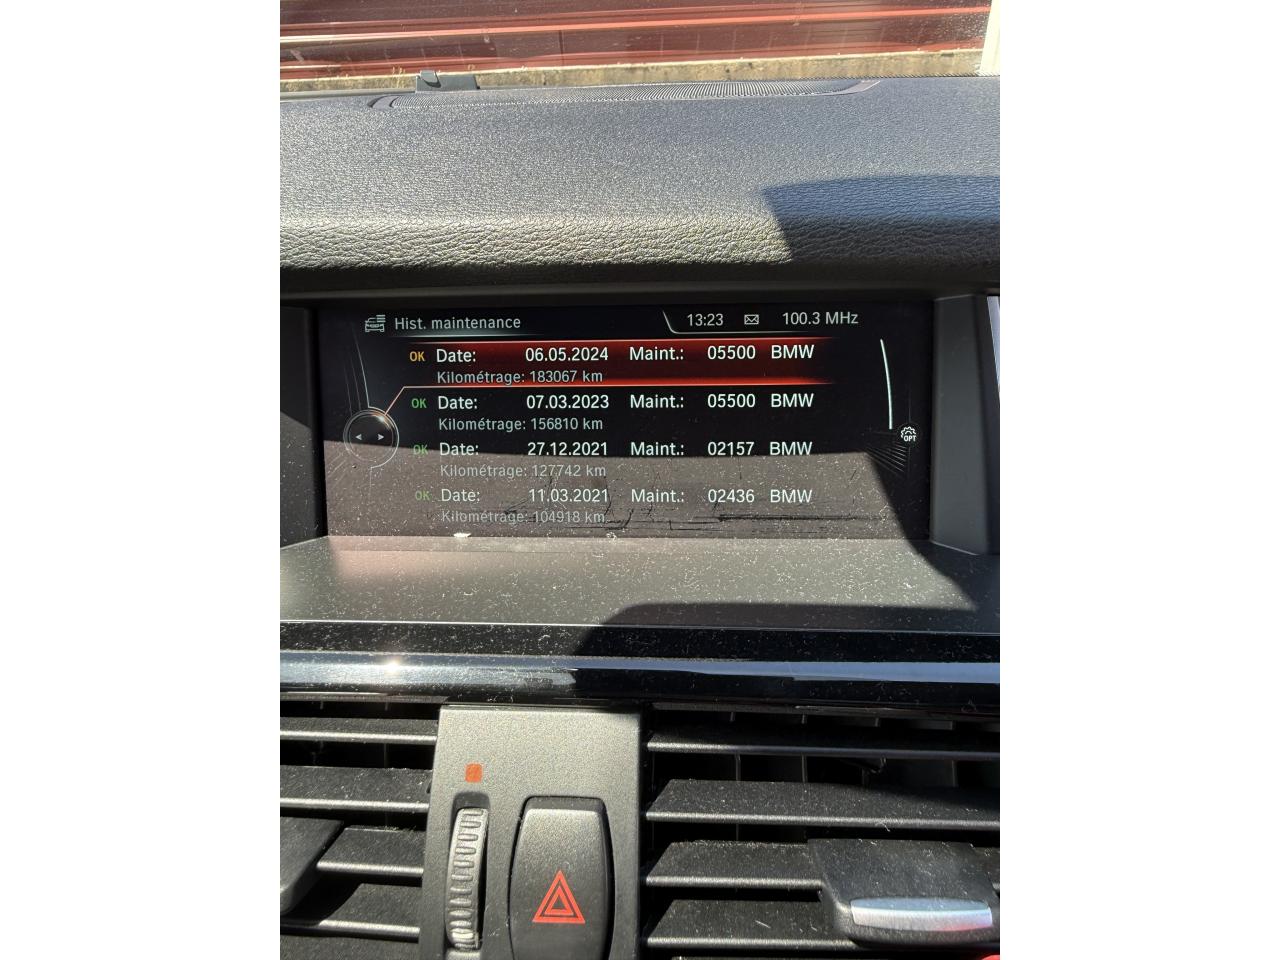 Hist. maintenance 13:23 100.3 MHz
OK Date: 06.05.2024 Maint.: 05500 BMW
Kilométrage: 183067 km
OK Date: 07.03.2023 Maint.: 05500 BMW
Kilométrage: 156810 km
OK Date: 27.12.2021 Maint.: 02157 BMW
Kilométrage: 127742 km
OK Date: 11.03.2021 Maint.: 02436 BMW
Kilométrage: 104918 km
OPT